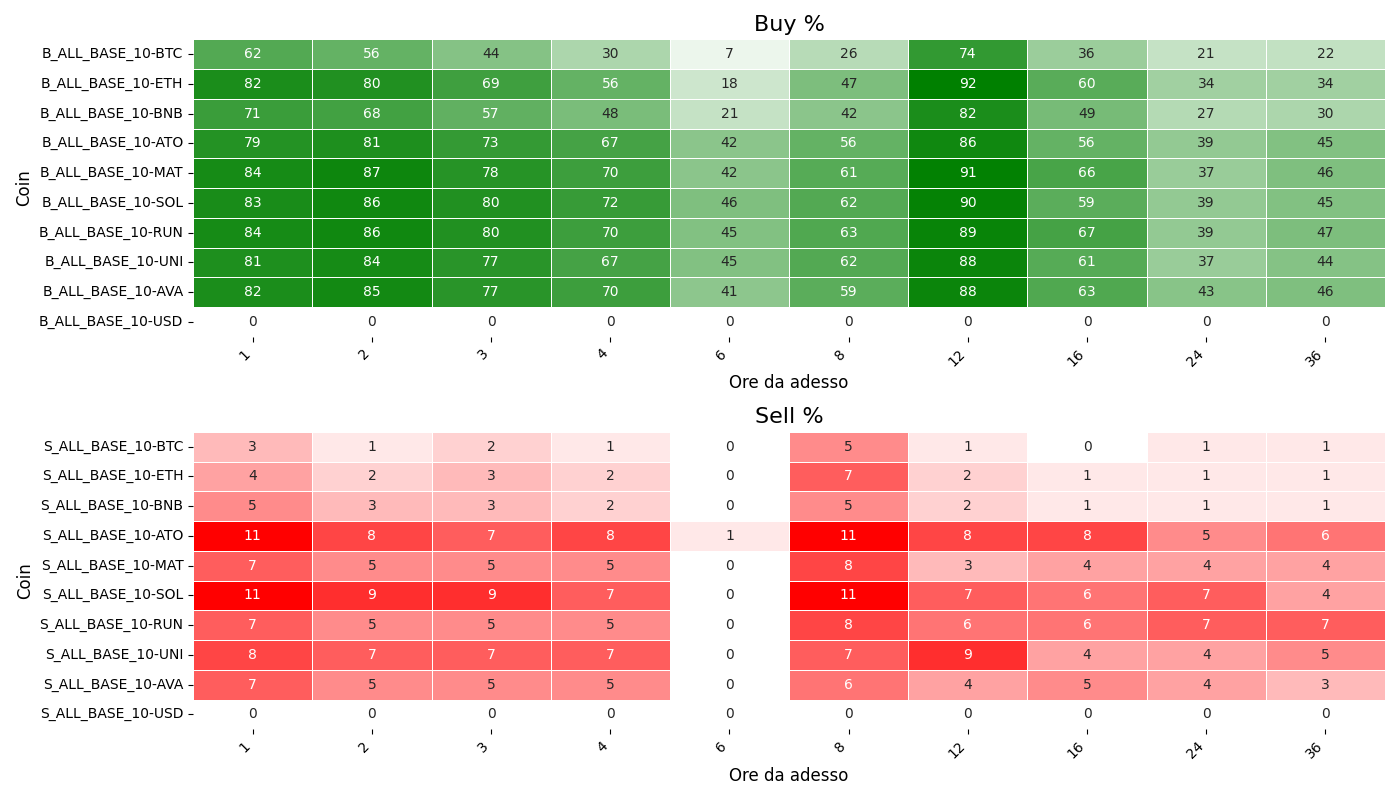 Buy %
Coin
B_ALL_BASE_10-BTC 62 56 44 30 7 26 74 36 21 22
B_ALL_BASE_10-ETH 82 80 69 56 18 47 92 60 34 34
B_ALL_BASE_10-BNB 71 68 57 48 21 42 82 49 27 30
B_ALL_BASE_10-ATO 79 81 73 67 42 56 86 56 39 45
B_ALL_BASE_10-MAT 84 87 78 70 42 61 91 66 37 46
B_ALL_BASE_10-SOL 83 86 80 72 46 62 90 59 39 45
B_ALL_BASE_10-RUN 84 86 80 70 45 63 89 67 39 47
B_ALL_BASE_10-UNI 81 84 77 67 45 62 88 61 37 44
B_ALL_BASE_10-AVA 82 85 77 70 41 59 88 63 43 46
B_ALL_BASE_10-USD 0 0 0 0 0 0 0 0 0 0
1 2 3 4 6 8 12 16 24 36
Ore da adesso
Sell %
Coin
S_ALL_BASE_10-BTC 3 1 2 1 0 5 1 0 1 1
S_ALL_BASE_10-ETH 4 2 3 2 0 7 2 1 1 1
S_ALL_BASE_10-BNB 5 3 3 2 0 5 2 1 1 1
S_ALL_BASE_10-ATO 11 8 7 8 1 11 8 8 5 6
S_ALL_BASE_10-MAT 7 5 5 5 0 8 3 4 4 4
S_ALL_BASE_10-SOL 11 9 9 7 0 11 7 6 7 4
S_ALL_BASE_10-RUN 7 5 5 5 0 8 6 6 7 7
S_ALL_BASE_10-UNI 8 7 7 7 0 7 9 4 4 5
S_ALL_BASE_10-AVA 7 5 5 5 0 6 4 5 4 3
S_ALL_BASE_10-USD 0 0 0 0 0 0 0 0 0 0
1 2 3 4 6 8 12 16 24 36
Ore da adesso